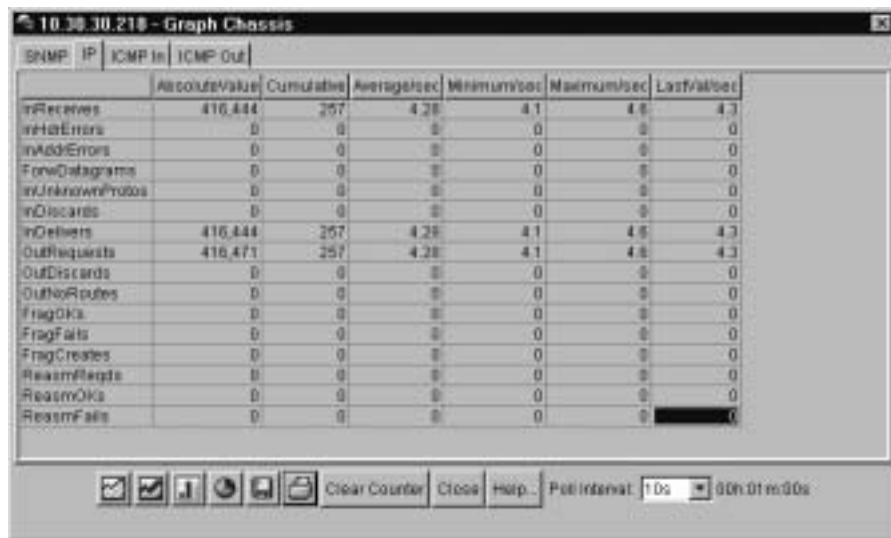 10.30.30.218 - Graph Chassis
SNMP IP ICMP In ICMP Out
AbsoluteValue Cumulative Average/sec Minimum/sec Maximum/sec LastVal/sec
InReceives 416,444 257 4.28 4.1 4.6 4.3
InHdrErrors 0 0 0 0 0 0
InAddrErrors 0 0 0 0 0 0
ForwDatagrams 0 0 0 0 0 0
InUnknownProtos 0 0 0 0 0 0
InDiscards 0 0 0 0 0 0
InDelivers 416,444 257 4.28 4.1 4.6 4.3
OutRequests 416,471 257 4.28 4.1 4.6 4.3
OutDiscards 0 0 0 0 0 0
OutNoRoutes 0 0 0 0 0 0
FragOKs 0 0 0 0 0 0
FragFails 0 0 0 0 0 0
FragCreates 0 0 0 0 0 0
ReasmReqds 0 0 0 0 0 0
ReasmOKs 0 0 0 0 0 0
ReasmFails 0 0 0 0 0 0
Clear Counter Close Help... Poll Interval: 10s 00h:01m:00s